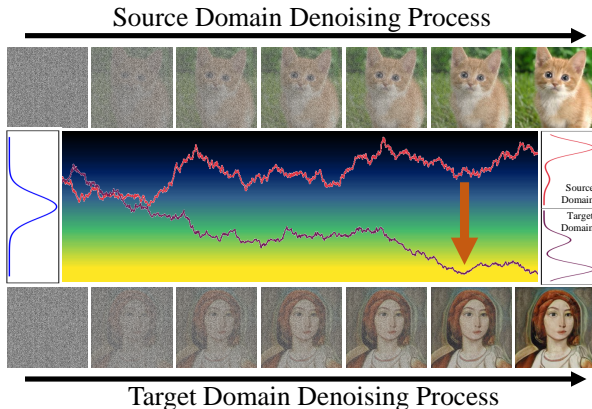 Source Domain Denoising Process
Source
Domain
Target
Domain
Target Domain Denoising Process